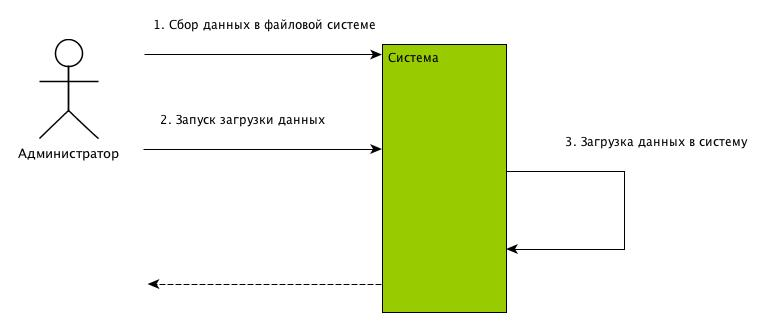 1. Сбор данных в файловой системе
Система
2. Запуск загрузки данных
3. Загрузка данных в систему
Администратор